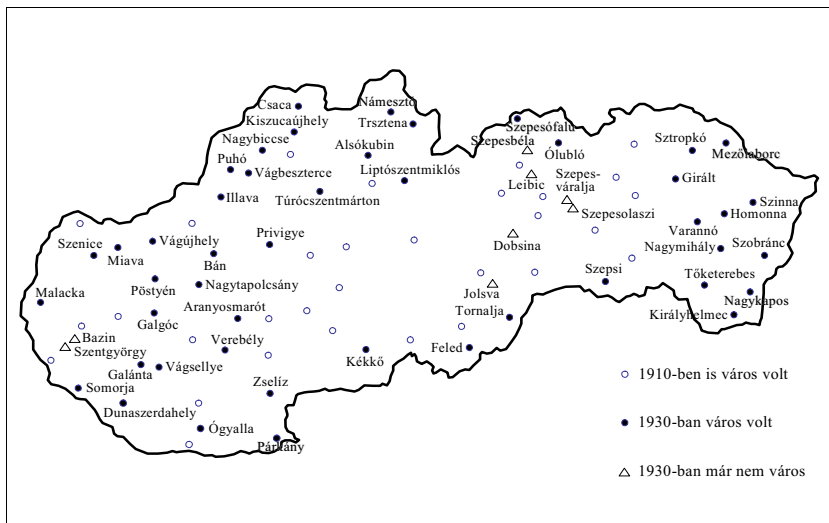 Csaca
Námesztó
Kiszucaújhely
Trsztena
Nagybiccse
Alsókubin
Puhó
Vágbeszterce
Liptószentmiklós
Illava
Túrócszentmárton
Szepesófalu
Szepesbéla
Ólubló
Leibic
Szepes-
váralja
Szepesolaszi
Sztropkó
Mezőlaborc
Girált
Szinna
Homonna
Varannó
Nagymihály
Szobránc
Dobsina
Szenice
Miava
Vágújhely
Bán
Privigye
Malacka
Pöstyén
Nagytapolcsány
Galgóc
Aranyosmarót
Jolsva
Tornalja
Szepsi
Tőketerebes
Nagykapos
Királyhelmec
Bazin
Szentgyörgy
Verebély
Kékkő
Feled
Galánta
Vágsellye
Somorja
Zselíz
Dunaszerdahely
Ógyalla
Párkány
1910-ben is város volt
1930-ban város volt
1930-ban már nem város